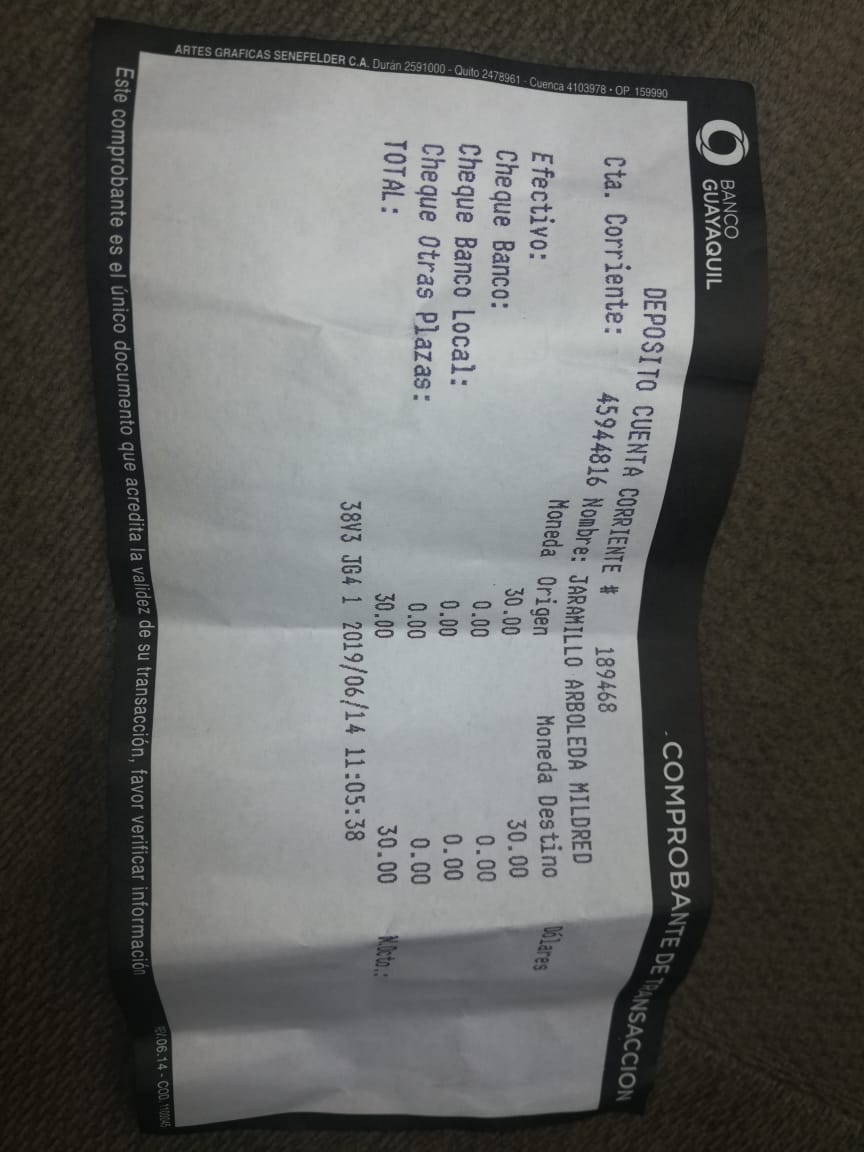 BANCO
GUAYAQUIL
COMPROBANTE DE TRANSACCION
DEPOSITO CUENTA CORRIENTE # 189468
Cta. Corriente: 45944816 Nombre: JARAMILLO ARBOLEDA MILDRED
Moneda Origen Moneda Destino Dólares
Efectivo: 30.00 30.00
Cheque Banco: 0.00 0.00
Cheque Banco Local: 0.00 0.00
Cheque Otras Plazas: 0.00 0.00
TOTAL: 30.00 30.00 N.Dcto.:
38V3 JG4 1 2019/06/14 11:05:38
Este comprobante es el único documento que acredita la validez de su transacción, favor verificar información
ARTES GRAFICAS SENEFELDER C.A. Durán 2591000 - Quito 2478961 - Cuenca 4103978 • OP. 159990
REV.06.14 - COD.